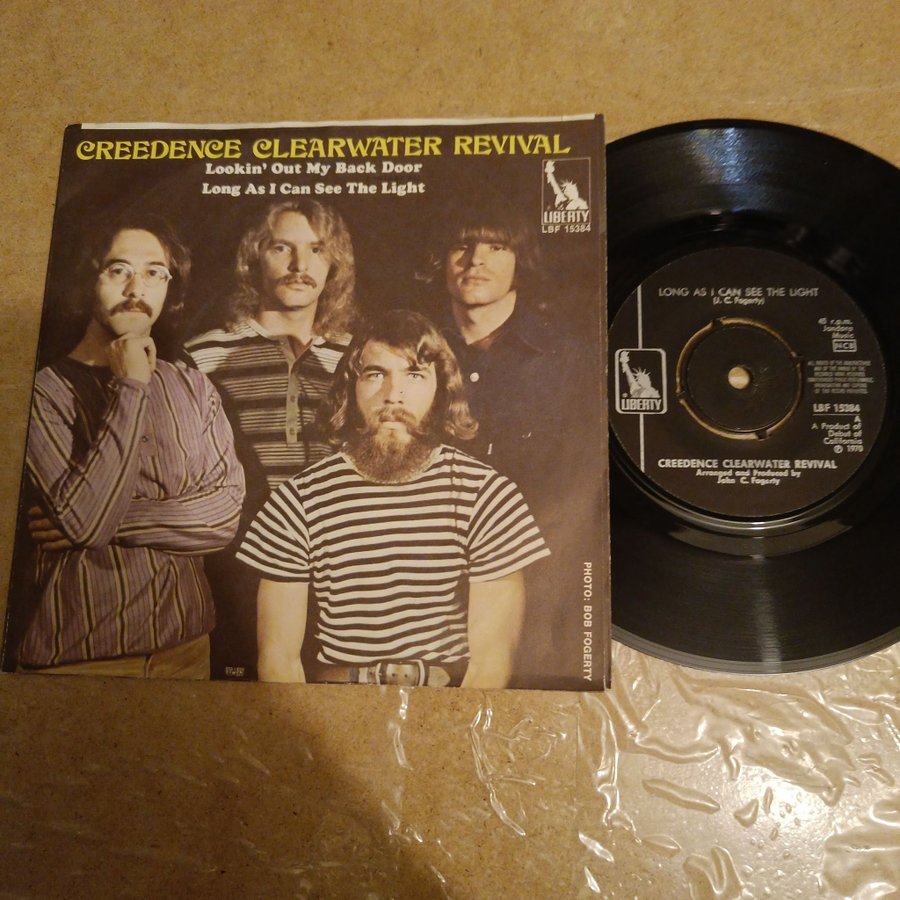 CREEDENCE CLEARWATER REVIVAL
Lookin' Out My Back Door
Long As I Can See The Light
LIBERTY
LBF 15384
PHOTO: BOB FOGERTY
LONG AS I CAN SEE THE LIGHT
(J. C. Fogerty)
45 r.p.m.
Jondora
Music
NCB
LIBERTY
LBF 15384
A
A Product of
Debut of
California
℗ 1970
CREEDENCE CLEARWATER REVIVAL
Arranged and Produced by
John C. Fogerty